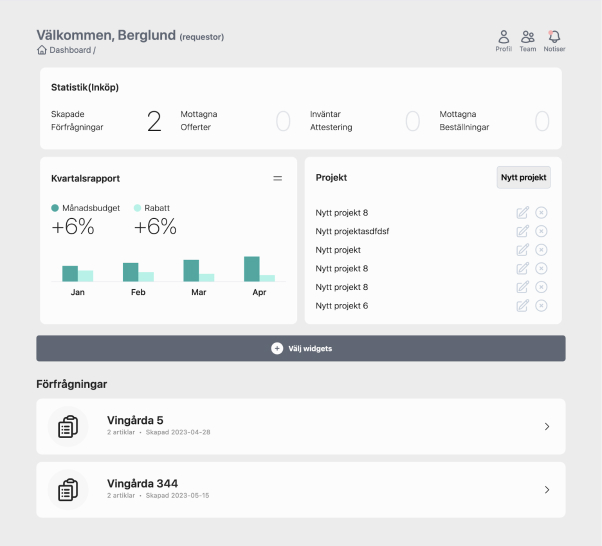 Välkommen, Berglund (requestor)
Dashboard /
Profil
Team
Notiser
Statistik(Inköp)
Skapade
Förfrågningar
2
Mottagna
Offerter
0
Inväntar
Attestering
0
Mottagna
Beställningar
0
Kvartalsrapport
Månadsbudget
+6%
Rabatt
+6%
Jan
Feb
Mar
Apr
Projekt
Nytt projekt
Nytt projekt 8
Nytt projektasdfdsf
Nytt projekt
Nytt projekt 8
Nytt projekt 8
Nytt projekt 6
Välj widgets
Förfrågningar
Vingårda 5
2 artiklar • Skapad 2023-04-28
Vingårda 344
2 artiklar • Skapad 2023-05-15